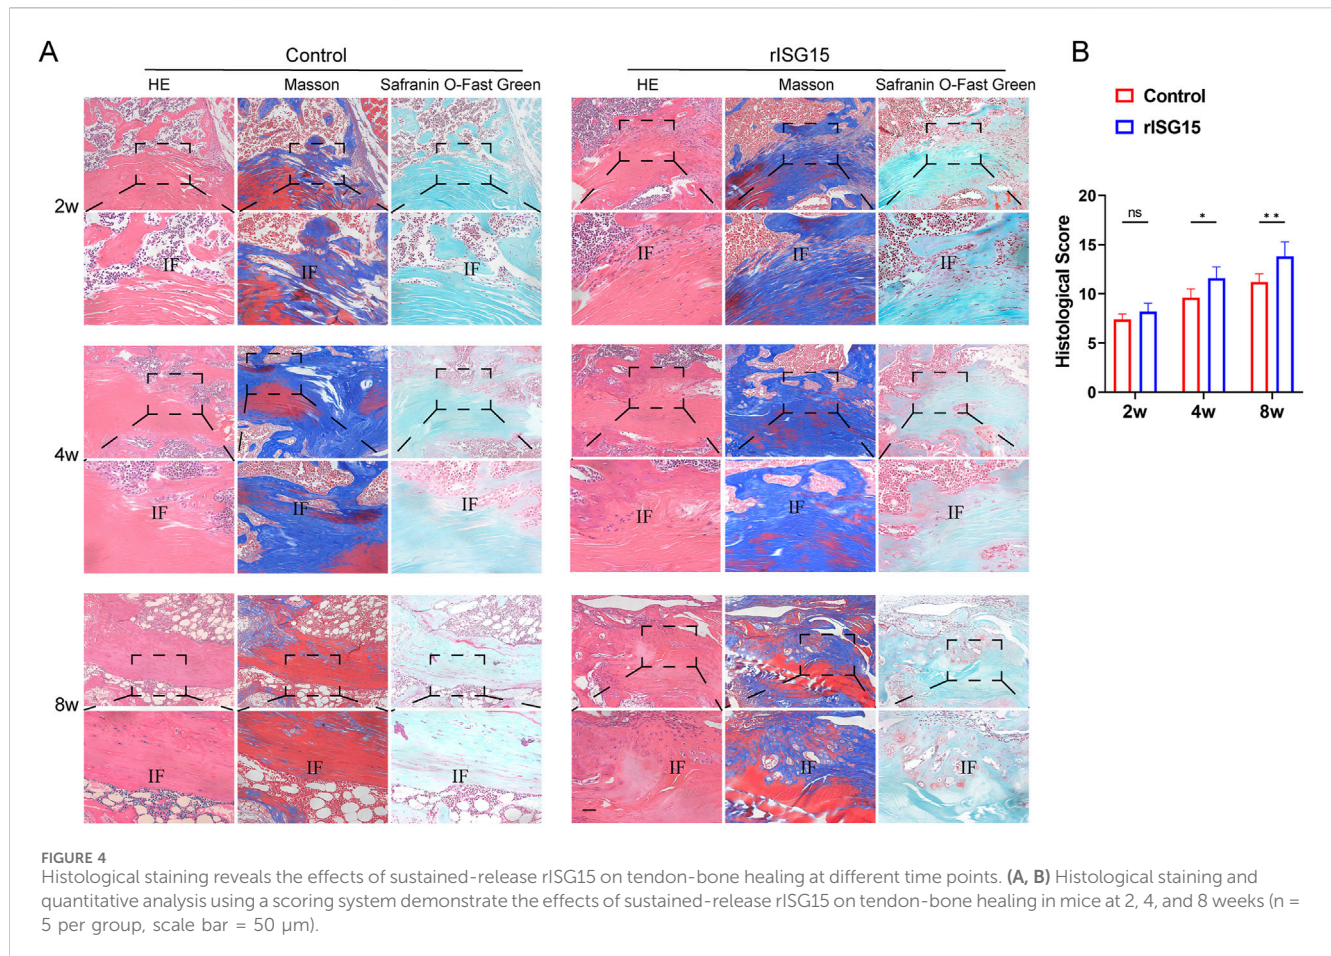 A
Control
HE
Masson
Safranin O-Fast Green
rISG15
HE
Masson
Safranin O-Fast Green
2w
IF
IF
IF
IF
IF
IF
4w
IF
IF
IF
IF
IF
IF
8w
IF
IF
IF
IF
IF
IF
B
Control
rISG15
Histological Score
20
15
10
5
0
ns
*
**
2w
4w
8w
FIGURE 4
Histological staining reveals the effects of sustained-release rISG15 on tendon-bone healing at different time points. (A, B) Histological staining and
quantitative analysis using a scoring system demonstrate the effects of sustained-release rISG15 on tendon-bone healing in mice at 2, 4, and 8 weeks (n =
5 per group, scale bar = 50 μm).